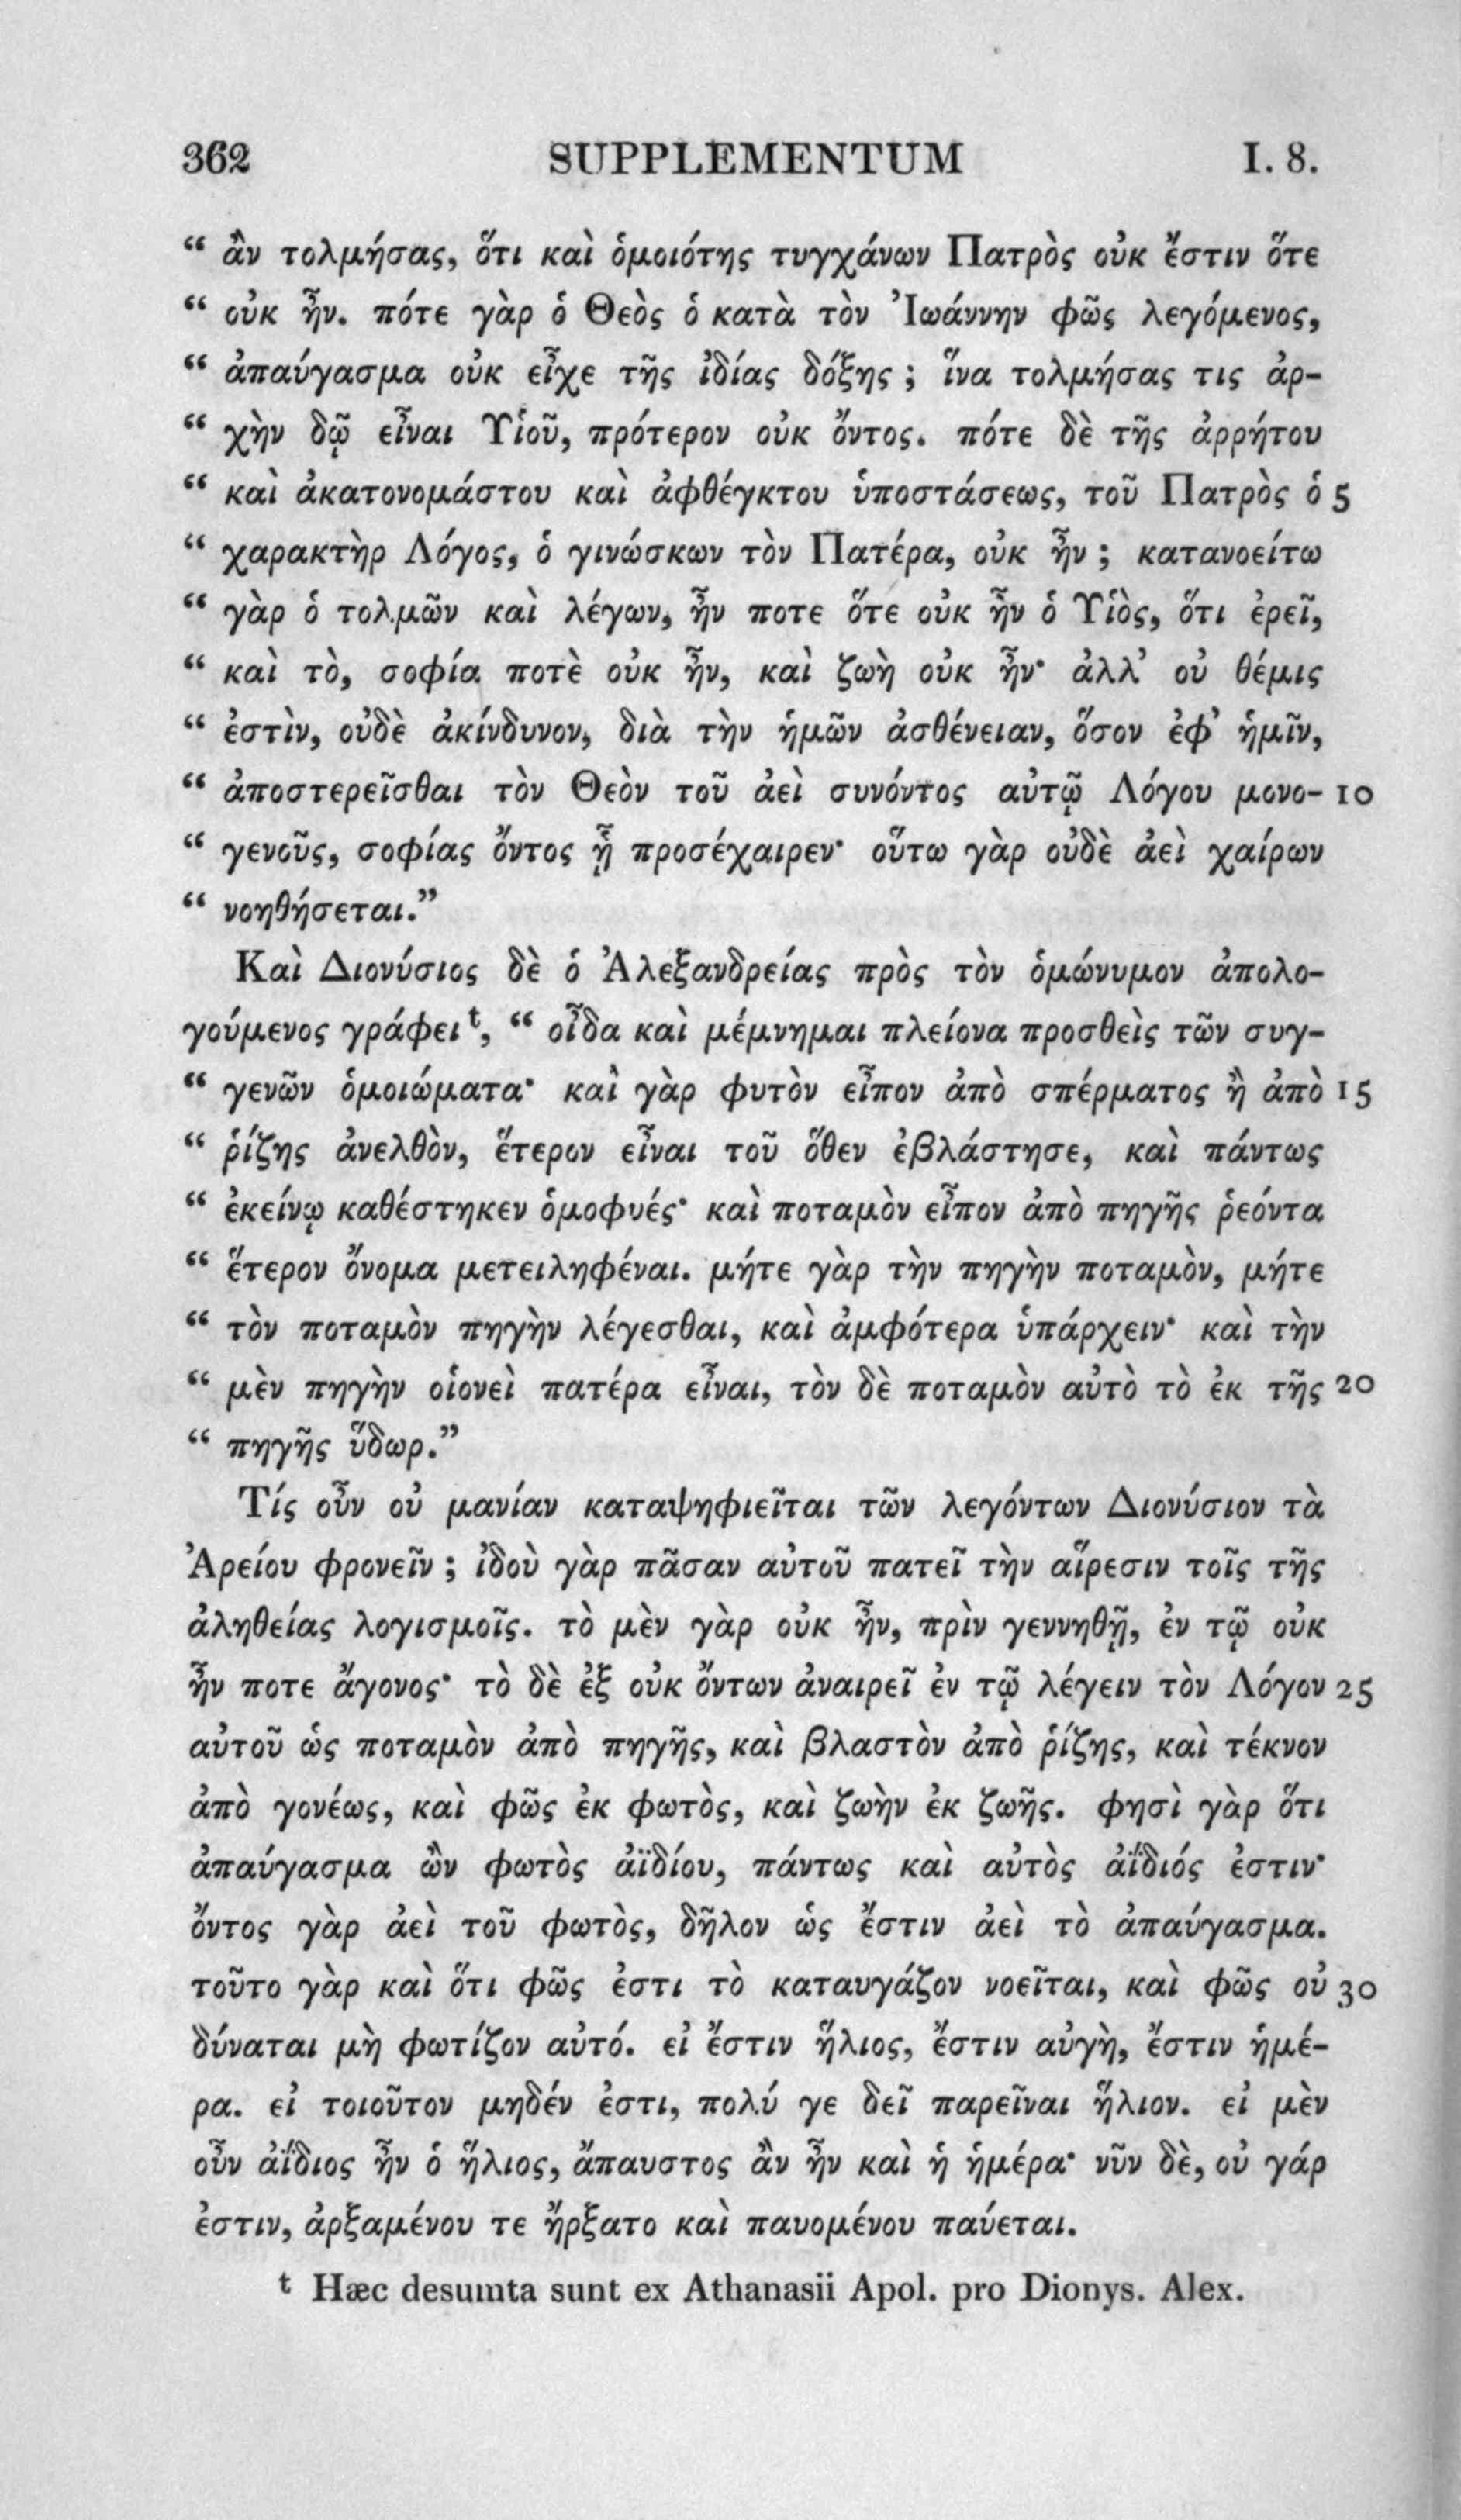 362 SUPPLEMENTUM I. 8.
“ ἂν τολμήσας, ὅτι καὶ ὁμοιότης τυγχάνων Πατρὸς οὐκ ἔστιν ὅτε
“ οὐκ ἦν. πότε γὰρ ὁ Θεὸς ὁ κατὰ τὸν Ἰωάννην φῶς λεγόμενος,
“ ἀπαύγασμα οὐκ εἶχε τῆς ἰδίας δόξης ; ἵνα τολμήσας τις ἀρ-
“ χὴν δῷ εἶναι Υἱοῦ, πρότερον οὐκ ὄντος. πότε δὲ τῆς ἀρρήτου
“ καὶ ἀκατονομάστου καὶ ἀφθέγκτου ὑποστάσεως, τοῦ Πατρὸς ὁ 5
“ χαρακτὴρ Λόγος, ὁ γινώσκων τὸν Πατέρα, οὐκ ἦν ; κατανοείτω
“ γὰρ ὁ τολμῶν καὶ λέγων, ἦν ποτε ὅτε οὐκ ἦν ὁ Υἱὸς, ὅτι ἐρεῖ,
“ καὶ τὸ, σοφία ποτὲ οὐκ ἦν, καὶ ζωὴ οὐκ ἦν· ἀλλ’ οὐ θέμις
“ ἐστὶν, οὐδὲ ἀκίνδυνον, διὰ τὴν ἡμῶν ἀσθένειαν, ὅσον ἐφ’ ἡμῖν,
“ ἀποστερεῖσθαι τὸν Θεὸν τοῦ ἀεὶ συνόντος αὐτῷ Λόγου μονο- 10
“ γενοῦς, σοφίας ὄντος ᾗ προσέχαιρεν· οὕτω γὰρ οὐδὲ ἀεὶ χαίρων
“ νοηθήσεται.”
Καὶ Διονύσιος δὲ ὁ Ἀλεξανδρείας πρὸς τὸν ὁμώνυμον ἀπολο-
γούμενος γράφει t, “ οἶδα καὶ μέμνημαι πλείονα προσθεὶς τῶν συγ-
“ γενῶν ὁμοιώματα· καὶ γὰρ φυτὸν εἶπον ἀπὸ σπέρματος ἢ ἀπὸ 15
“ ῥίζης ἀνελθὸν, ἕτερον εἶναι τοῦ ὅθεν ἐβλάστησε, καὶ πάντως
“ ἐκείνῳ καθέστηκεν ὁμοφυές· καὶ ποταμὸν εἶπον ἀπὸ πηγῆς ῥεόντα
“ ἕτερον ὄνομα μετειληφέναι. μήτε γὰρ τὴν πηγὴν ποταμὸν, μήτε
“ τὸν ποταμὸν πηγὴν λέγεσθαι, καὶ ἀμφότερα ὑπάρχειν· καὶ τὴν
“ μὲν πηγὴν οἱονεὶ πατέρα εἶναι, τὸν δὲ ποταμὸν αὐτὸ τὸ ἐκ τῆς 20
“ πηγῆς ὕδωρ.”
Τίς οὖν οὐ μανίαν καταψηφιεῖται τῶν λεγόντων Διονύσιον τὰ
Ἀρείου φρονεῖν ; ἰδοὺ γὰρ πᾶσαν αὐτοῦ πατεῖ τὴν αἵρεσιν τοῖς τῆς
ἀληθείας λογισμοῖς. τὸ μὲν γὰρ οὐκ ἦν, πρὶν γεννηθῇ, ἐν τῷ οὐκ
ἦν ποτε ἄγονος· τὸ δὲ ἐξ οὐκ ὄντων ἀναιρεῖ ἐν τῷ λέγειν τὸν Λόγον 25
αὐτοῦ ὡς ποταμὸν ἀπὸ πηγῆς, καὶ βλαστὸν ἀπὸ ῥίζης, καὶ τέκνον
ἀπὸ γονέως, καὶ φῶς ἐκ φωτὸς, καὶ ζωὴν ἐκ ζωῆς. φησὶ γὰρ ὅτι
ἀπαύγασμα ὢν φωτὸς ἀϊδίου, πάντως καὶ αὐτὸς ἀΐδιός ἐστιν·
ὄντος γὰρ ἀεὶ τοῦ φωτὸς, δῆλον ὡς ἔστιν ἀεὶ τὸ ἀπαύγασμα.
τοῦτο γὰρ καὶ ὅτι φῶς ἐστι τὸ καταυγάζον νοεῖται, καὶ φῶς οὐ 30
δύναται μὴ φωτίζον αὐτό. εἰ ἔστιν ἥλιος, ἔστιν αὐγὴ, ἔστιν ἡμέ-
ρα. εἰ τοιοῦτον μηδέν ἐστι, πολύ γε δεῖ παρεῖναι ἥλιον. εἰ μὲν
οὖν ἀΐδιος ἦν ὁ ἥλιος, ἄπαυστος ἂν ἦν καὶ ἡ ἡμέρα· νῦν δὲ, οὐ γάρ
ἐστιν, ἀρξαμένου τε ἤρξατο καὶ παυομένου παύεται.
t Hæc desumta sunt ex Athanasii Apol. pro Dionys. Alex.